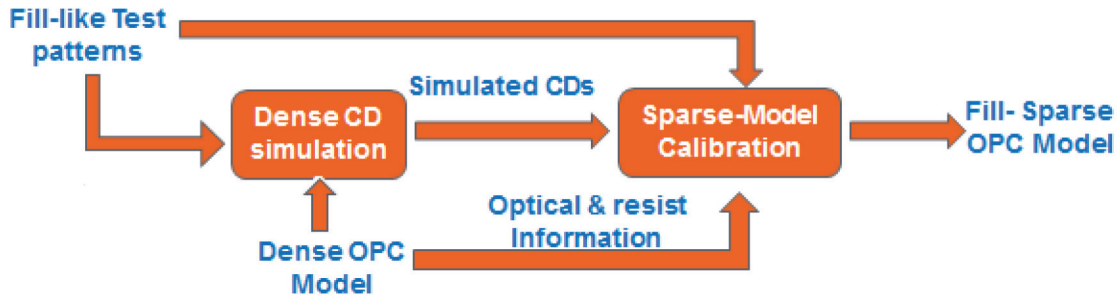 Fill-like Test
patterns
Simulated CDs
Dense CD
simulation
Sparse-Model
Calibration
Fill- Sparse
OPC Model
Optical & resist
Information
Dense OPC
Model